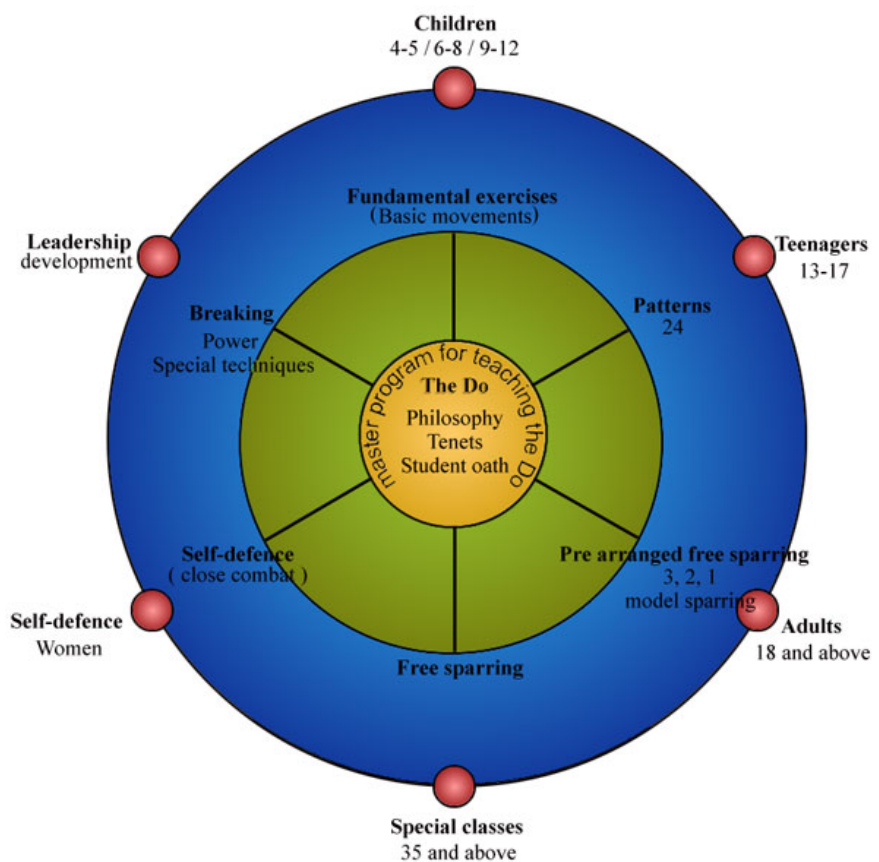 Children
4-5 / 6-8 / 9-12
Fundamental exercises
(Basic movements)
Leadership
development
Teenagers
13-17
Breaking
Power
Special techniques
Patterns
24
master program for teaching the Do
The Do
Philosophy
Tenets
Student oath
Self-defence
( close combat )
Pre arranged free sparring
3, 2, 1
model sparring
Self-defence
Women
Adults
18 and above
Free sparring
Special classes
35 and above